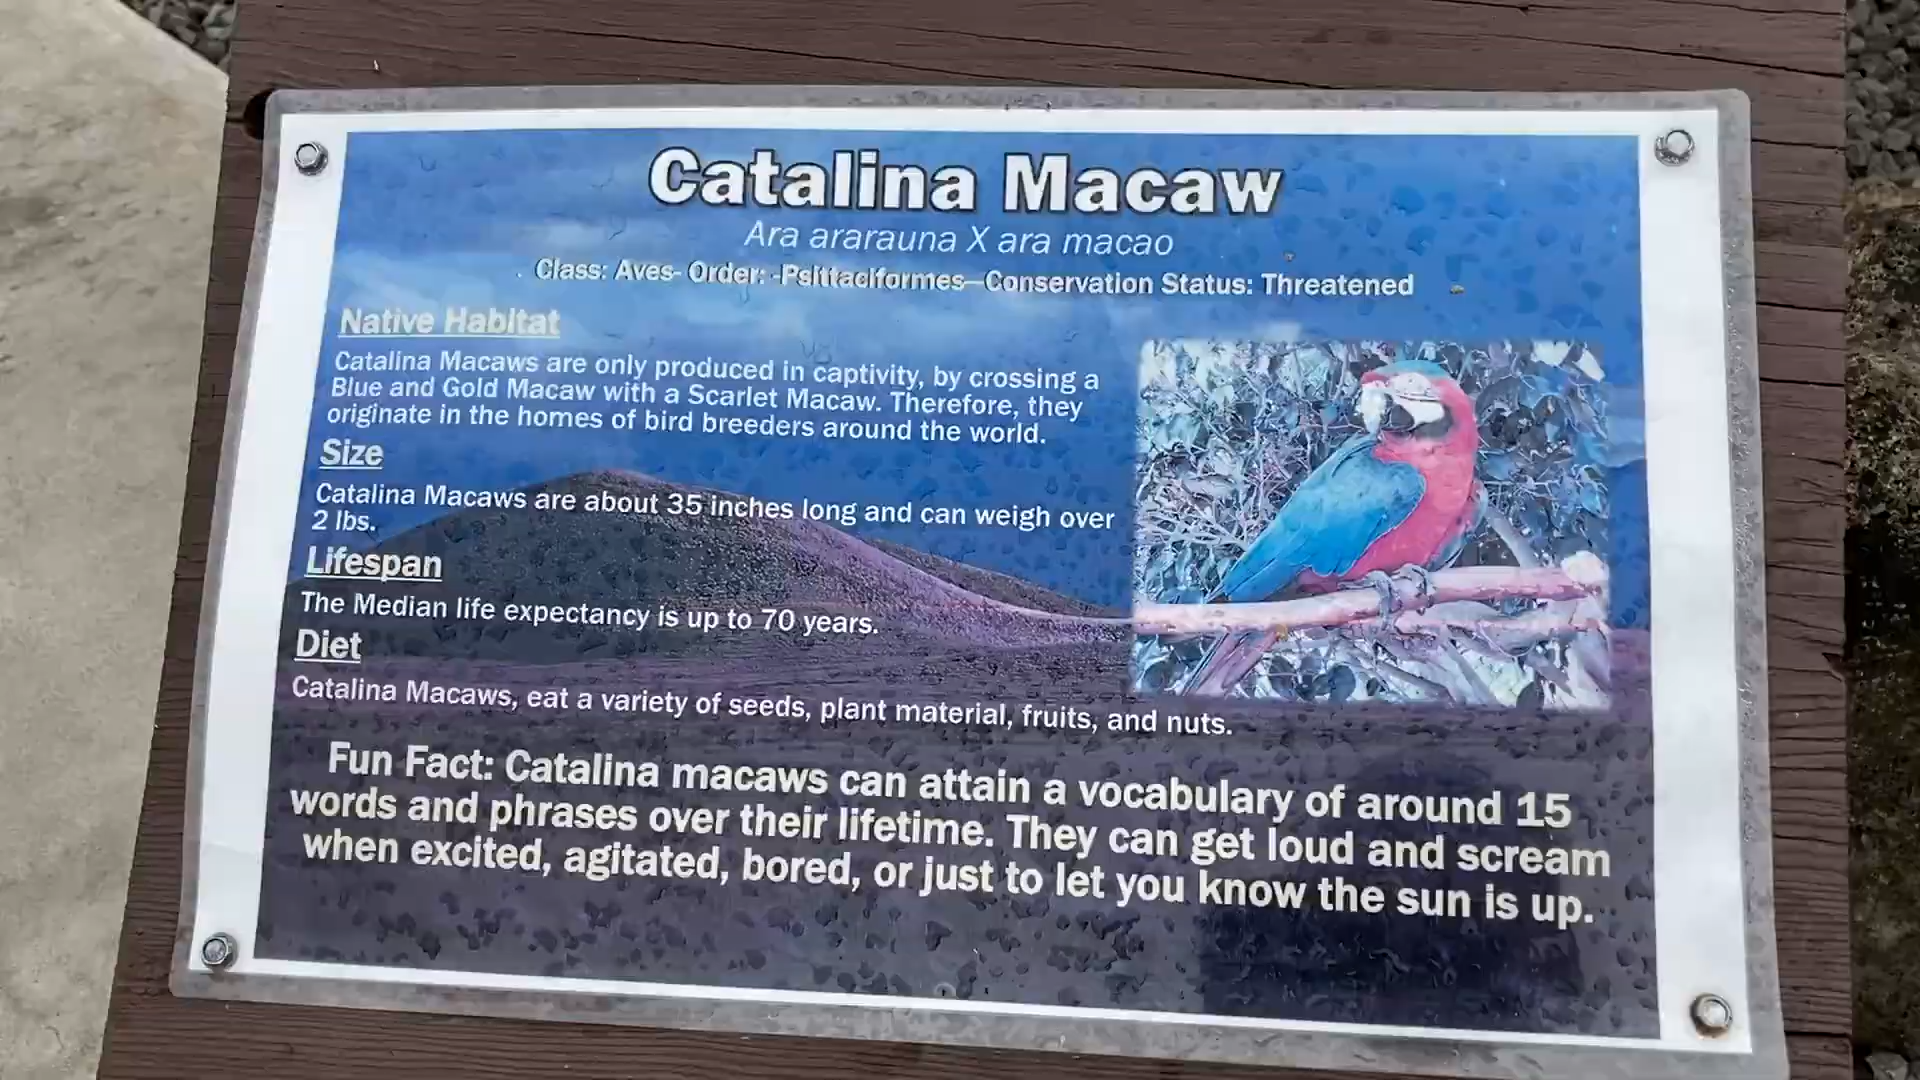 Catalina Macaw
Ara ararauna X ara macao
Class: Aves- Order: -Psittaciformes—Conservation Status: Threatened
Native Habitat
Catalina Macaws are only produced in captivity, by crossing a
Blue and Gold Macaw with a Scarlet Macaw. Therefore, they
originate in the homes of bird breeders around the world.
Size
Catalina Macaws are about 35 inches long and can weigh over
2 lbs.
Lifespan
The Median life expectancy is up to 70 years.
Diet
Catalina Macaws, eat a variety of seeds, plant material, fruits, and nuts.
Fun Fact: Catalina macaws can attain a vocabulary of around 15
words and phrases over their lifetime. They can get loud and scream
when excited, agitated, bored, or just to let you know the sun is up.